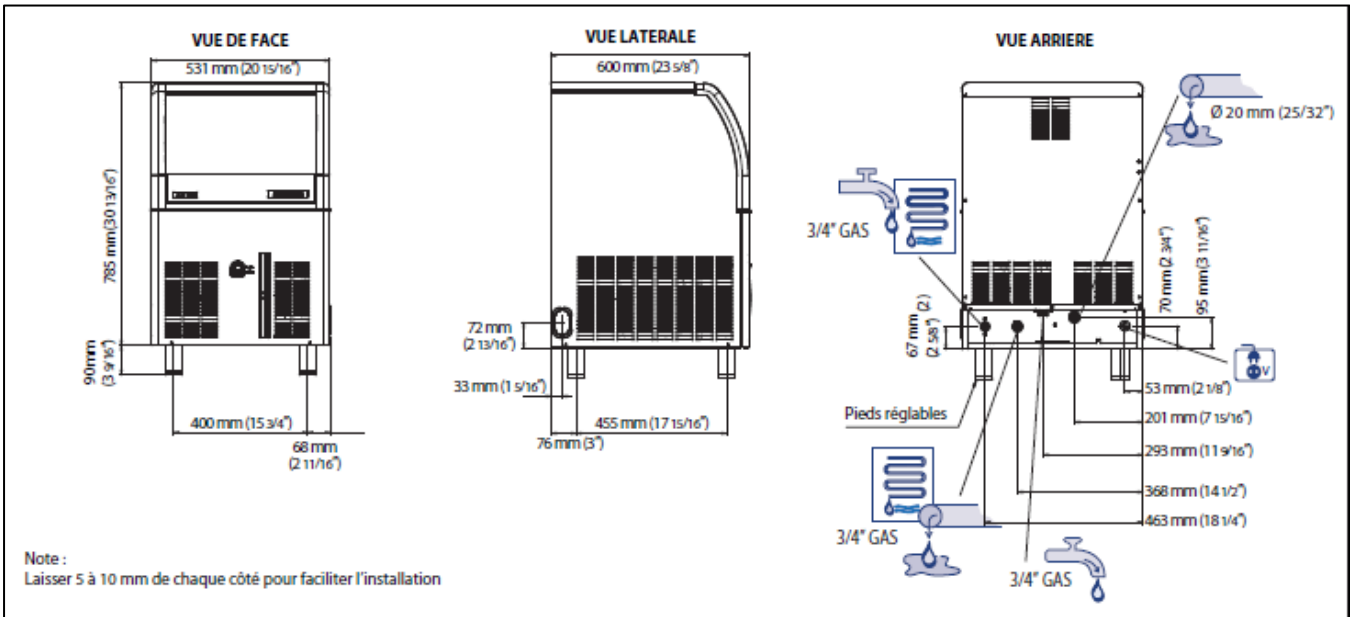 VUE DE FACE
531 mm (20 15/16")
785 mm (30 13/16")
90mm
(3 9/16")
400 mm (15 3/4")
68 mm
(2 11/16")
VUE LATERALE
600 mm (23 5/8")
72 mm
(2 13/16")
33 mm (1 5/16")
455 mm (17 15/16")
76 mm (3")
VUE ARRIERE
Ø 20 mm (25/32")
3/4" GAS
67 mm (2)
(2 5/8")
70 mm (2 3/4")
95 mm (3 11/16")
V
53 mm (2 1/8")
Pieds réglables
201 mm (7 15/16")
293 mm (11 9/16")
368 mm (14 1/2")
463 mm (18 1/4")
3/4" GAS
3/4" GAS
Note :
Laisser 5 à 10 mm de chaque côté pour faciliter l'installation